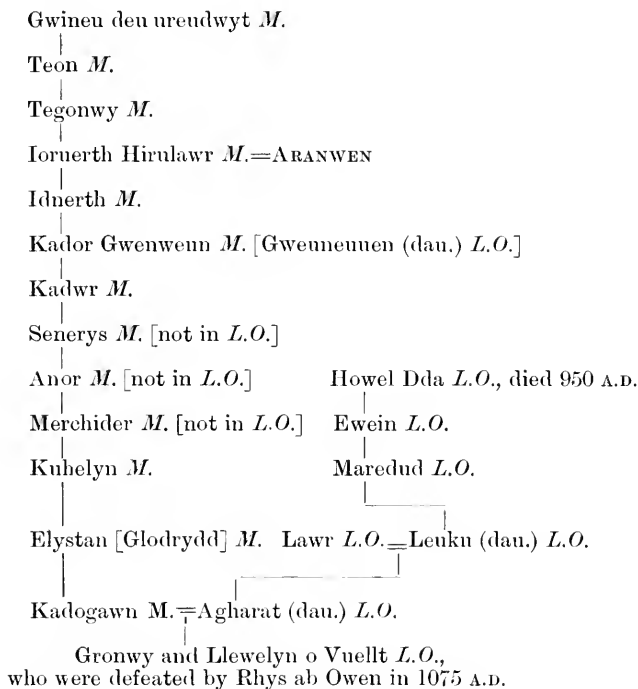 Gwineu deu ureudwyt M.
Teon M.
Tegonwy M.
Ioruerth Hirulawr M.=ARANWEN
Idnerth M.
Kador Gwenwenn M. [Gweuneuuen (dau.) L.O.]
Kadwr M.
Senerys M. [not in L.O.]
Anor M. [not in L.O.] Howel Dda L.O., died 950 A.D.
Merchider M. [not in L.O.] Ewein L.O.
Kuhelyn M. Maredud L.O.
Elystan [Glodrydd] M. Lawr L.O.=Leuku (dau.) L.O.
Kadogawn M.=Agharat (dau.) L.O.
Gronwy and Llewelyn o Vuellt L.O.,
who were defeated by Rhys ab Owen in 1075 A.D.